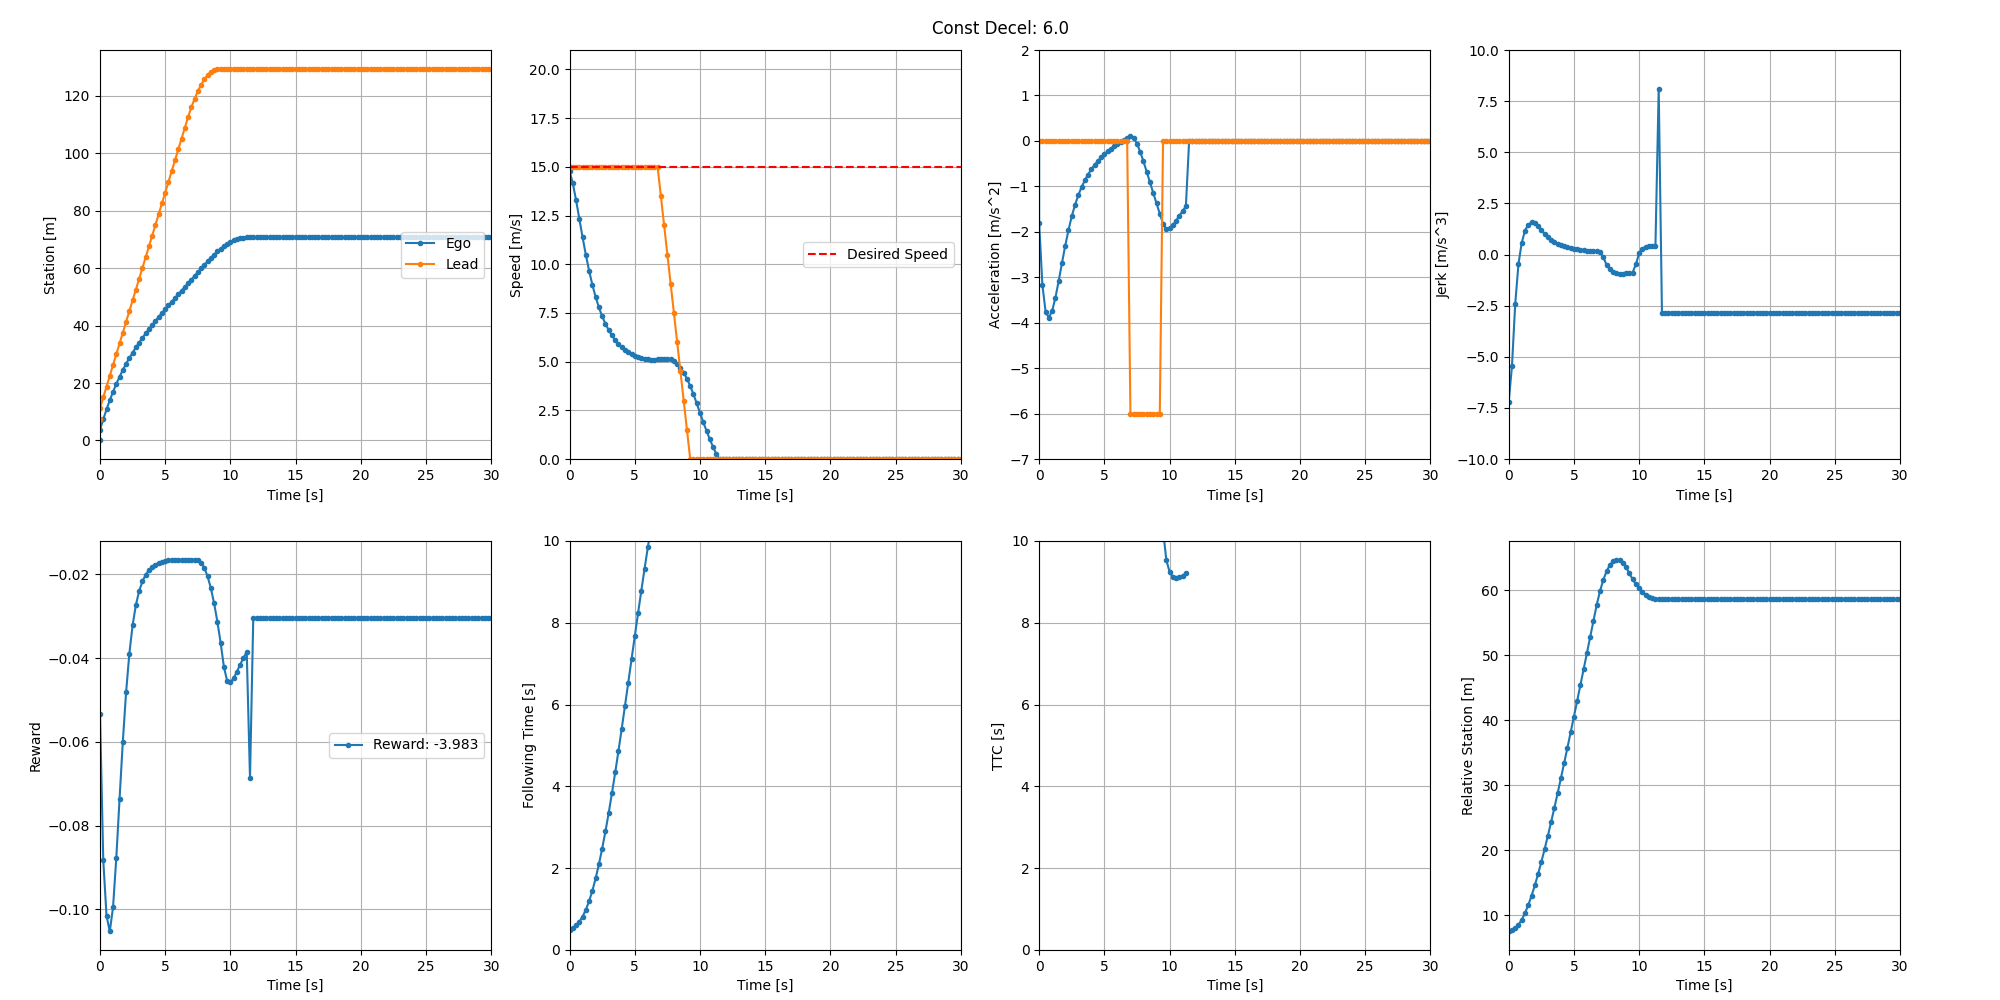 Const Decel: 6.0
Station [m]
120
100
80
60
40
20
0
Ego
Lead
0 5 10 15 20 25 30
Time [s]
Speed [m/s]
20.0
17.5
15.0
12.5
10.0
7.5
5.0
2.5
0.0
Desired Speed
0 5 10 15 20 25 30
Time [s]
Acceleration [m/s^2]
2
1
0
−1
−2
−3
−4
−5
−6
−7
0 5 10 15 20 25 30
Time [s]
Jerk [m/s^3]
10.0
7.5
5.0
2.5
0.0
−2.5
−5.0
−7.5
−10.0
0 5 10 15 20 25 30
Time [s]
Reward
−0.02
−0.04
−0.06
−0.08
−0.10
Reward: -3.983
0 5 10 15 20 25 30
Time [s]
Following Time [s]
10
8
6
4
2
0
0 5 10 15 20 25 30
Time [s]
TTC [s]
10
8
6
4
2
0
0 5 10 15 20 25 30
Time [s]
Relative Station [m]
60
50
40
30
20
10
0 5 10 15 20 25 30
Time [s]